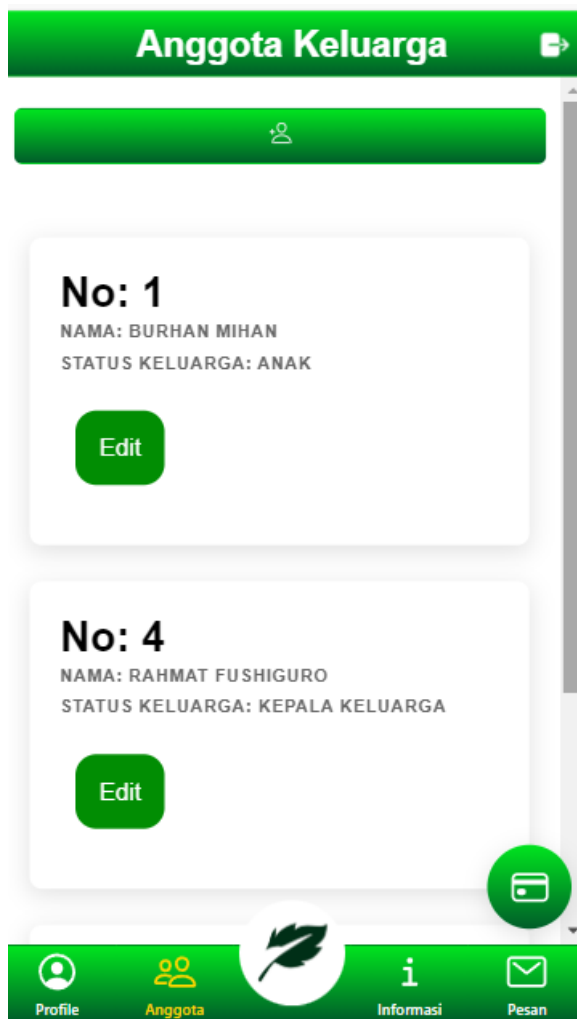 Anggota Keluarga
No: 1
NAMA: BURHAN MIHAN
STATUS KELUARGA: ANAK
Edit
No: 4
NAMA: RAHMAT FUSHIGURO
STATUS KELUARGA: KEPALA KELUARGA
Edit
Profile Anggota Informasi Pesan